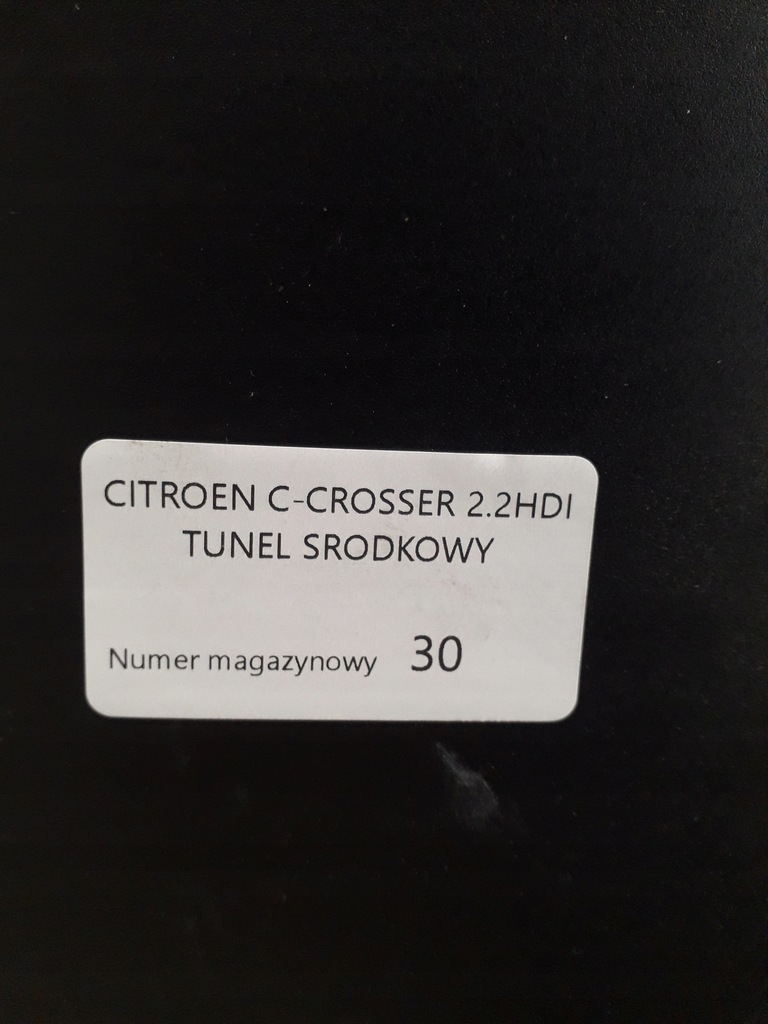 CITROEN C-CROSSER 2.2HDI
TUNEL SRODKOWY
Numer magazynowy 30